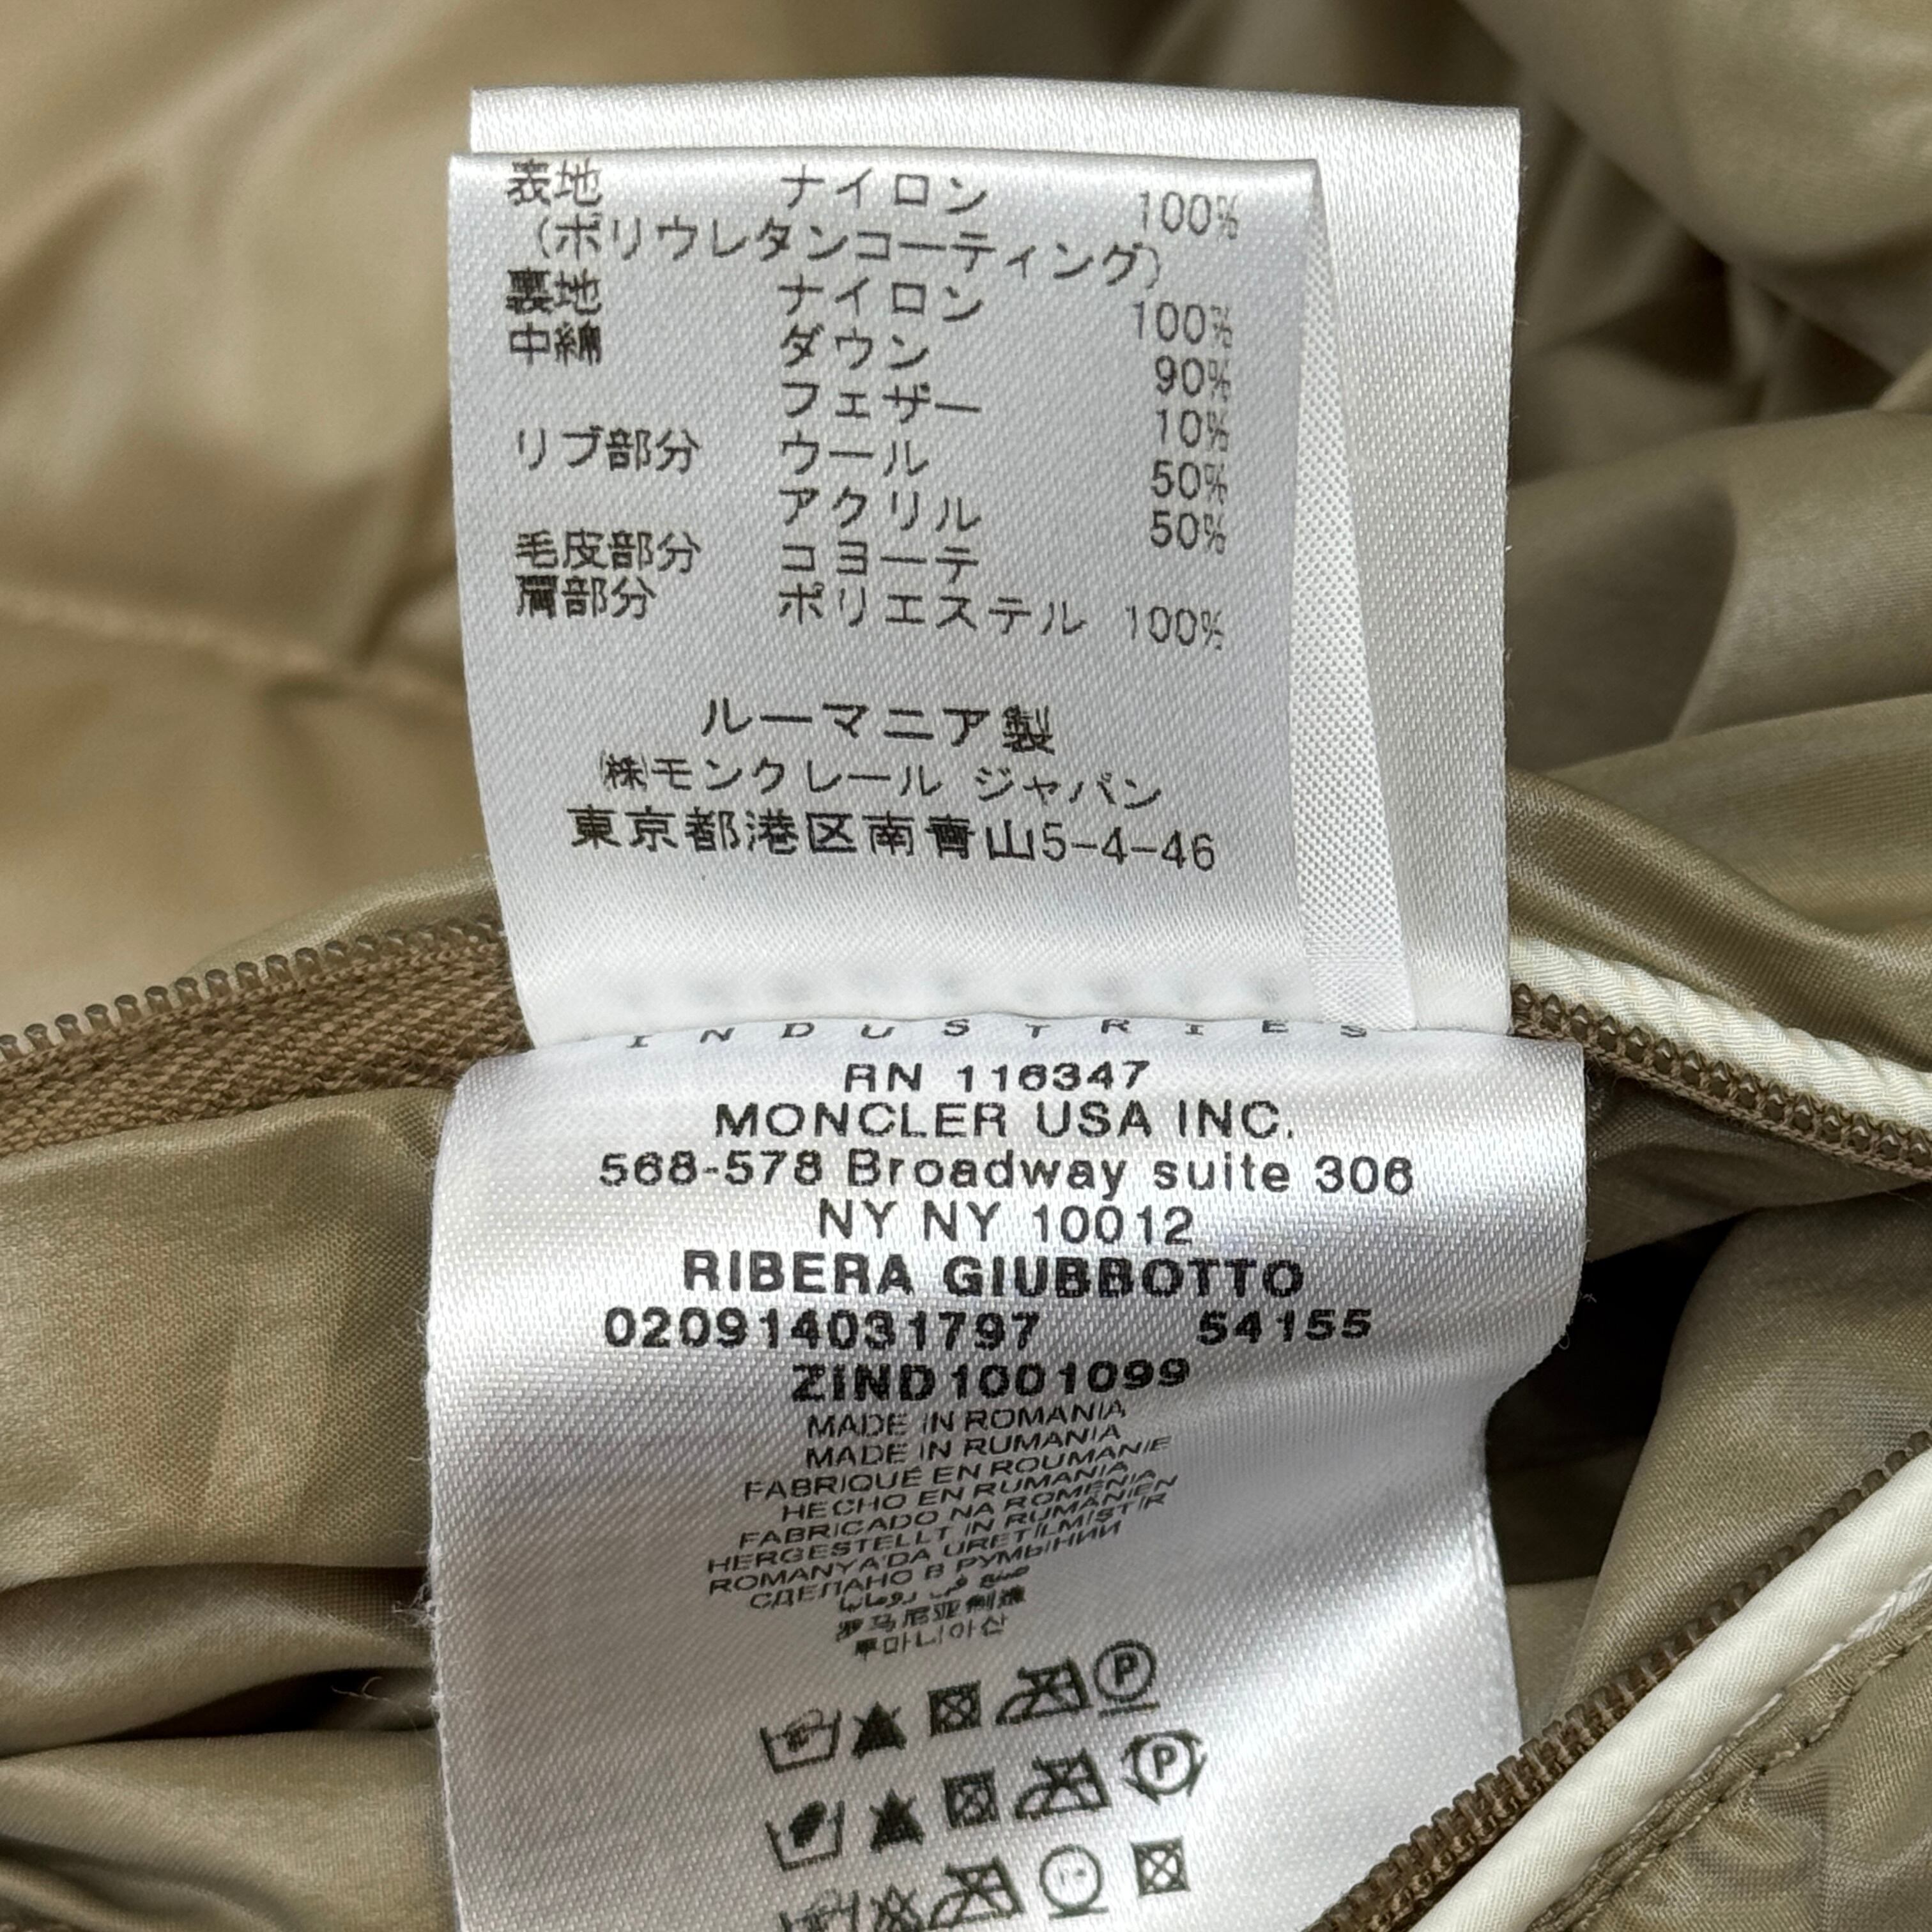 表地 ナイロン 100%
(ポリウレタンコーティング)
裏地 ナイロン 100%
中綿 ダウン 90%
フェザー 10%
リブ部分 ウール 50%
アクリル 50%
毛皮部分 コヨーテ
肩部分 ポリエステル 100%
ルーマニア製
㈱モンクレール ジャパン
東京都港区南青山5-4-46
INDUSTRIES
RN 116347
MONCLER USA INC.
568-578 Broadway suite 306
NY NY 10012
RIBERA GIUBBOTTO
020914031797 54155
ZIND1001099
MADE IN ROMANIA
MADE IN RUMANIA
FABRIQUÉ EN ROUMANIE
HECHO EN RUMANIA
FABRICADO NA ROMENIA
HERGESTELLT IN RUMÄNIEN
ROMANYA'DA URETILMISTIR
СДЕЛАНО В РУМЫНИИ
صنع في رومانيا
罗马尼亚制造
루마니아산
P
P